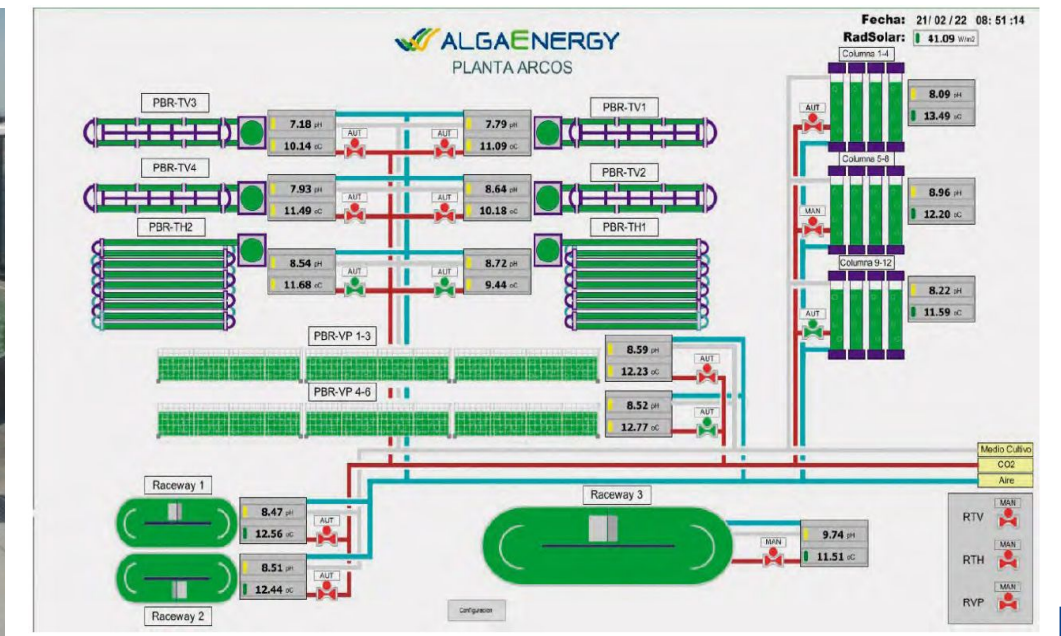 Fecha: 21/ 02 / 22 08: 51 :14
RadSolar: 41.09 W/m2
ALGAENERGY
PLANTA ARCOS
Columna 1-4
AUT
8.09 pH
13.49 oC
Columna 5-8
MAN
8.96 pH
12.20 oC
Columna 9-12
AUT
8.22 pH
11.59 oC
PBR-TV3
7.18 pH
10.14 oC
AUT
PBR-TV1
7.79 pH
11.09 oC
AUT
PBR-TV4
7.93 pH
11.49 oC
AUT
PBR-TV2
8.64 pH
10.18 oC
AUT
PBR-TH2
8.54 pH
11.68 oC
AUT
PBR-TH1
8.72 pH
9.44 oC
AUT
PBR-VP 1-3
8.59 pH
12.23 oC
AUT
PBR-VP 4-6
8.52 pH
12.77 oC
AUT
Medio Cultivo
CO2
Aire
Raceway 1
8.47 pH
12.56 oC
AUT
8.51 pH
12.44 oC
AUT
Raceway 2
Raceway 3
9.74 pH
11.51 oC
MAN
RTV MAN
RTH MAN
RVP MAN
Configuracion